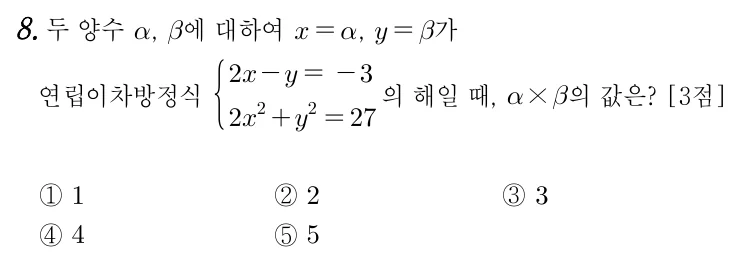 8. 두 양수 α, β에 대하여 x=α, y=β가
연립이차방정식 { 2x-y= -3
2x²+y²=27 의 해일 때, α×β의 값은? [3점]
① 1 ② 2 ③ 3
④ 4 ⑤ 5